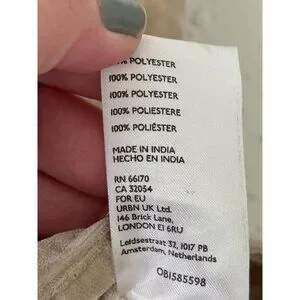 % POLYESTER
100% POLYESTER
100% POLYESTER
100% POLIESTERE
100% POLIÉSTER
MADE IN INDIA
HECHO EN INDIA
RN 66170
CA 32054
FOR EU
URBN UK Ltd.
146 Brick Lane,
LONDON E1 6RU
Leidsestraat 32, 1017 PB
Amsterdam, Netherlands
OBI585598